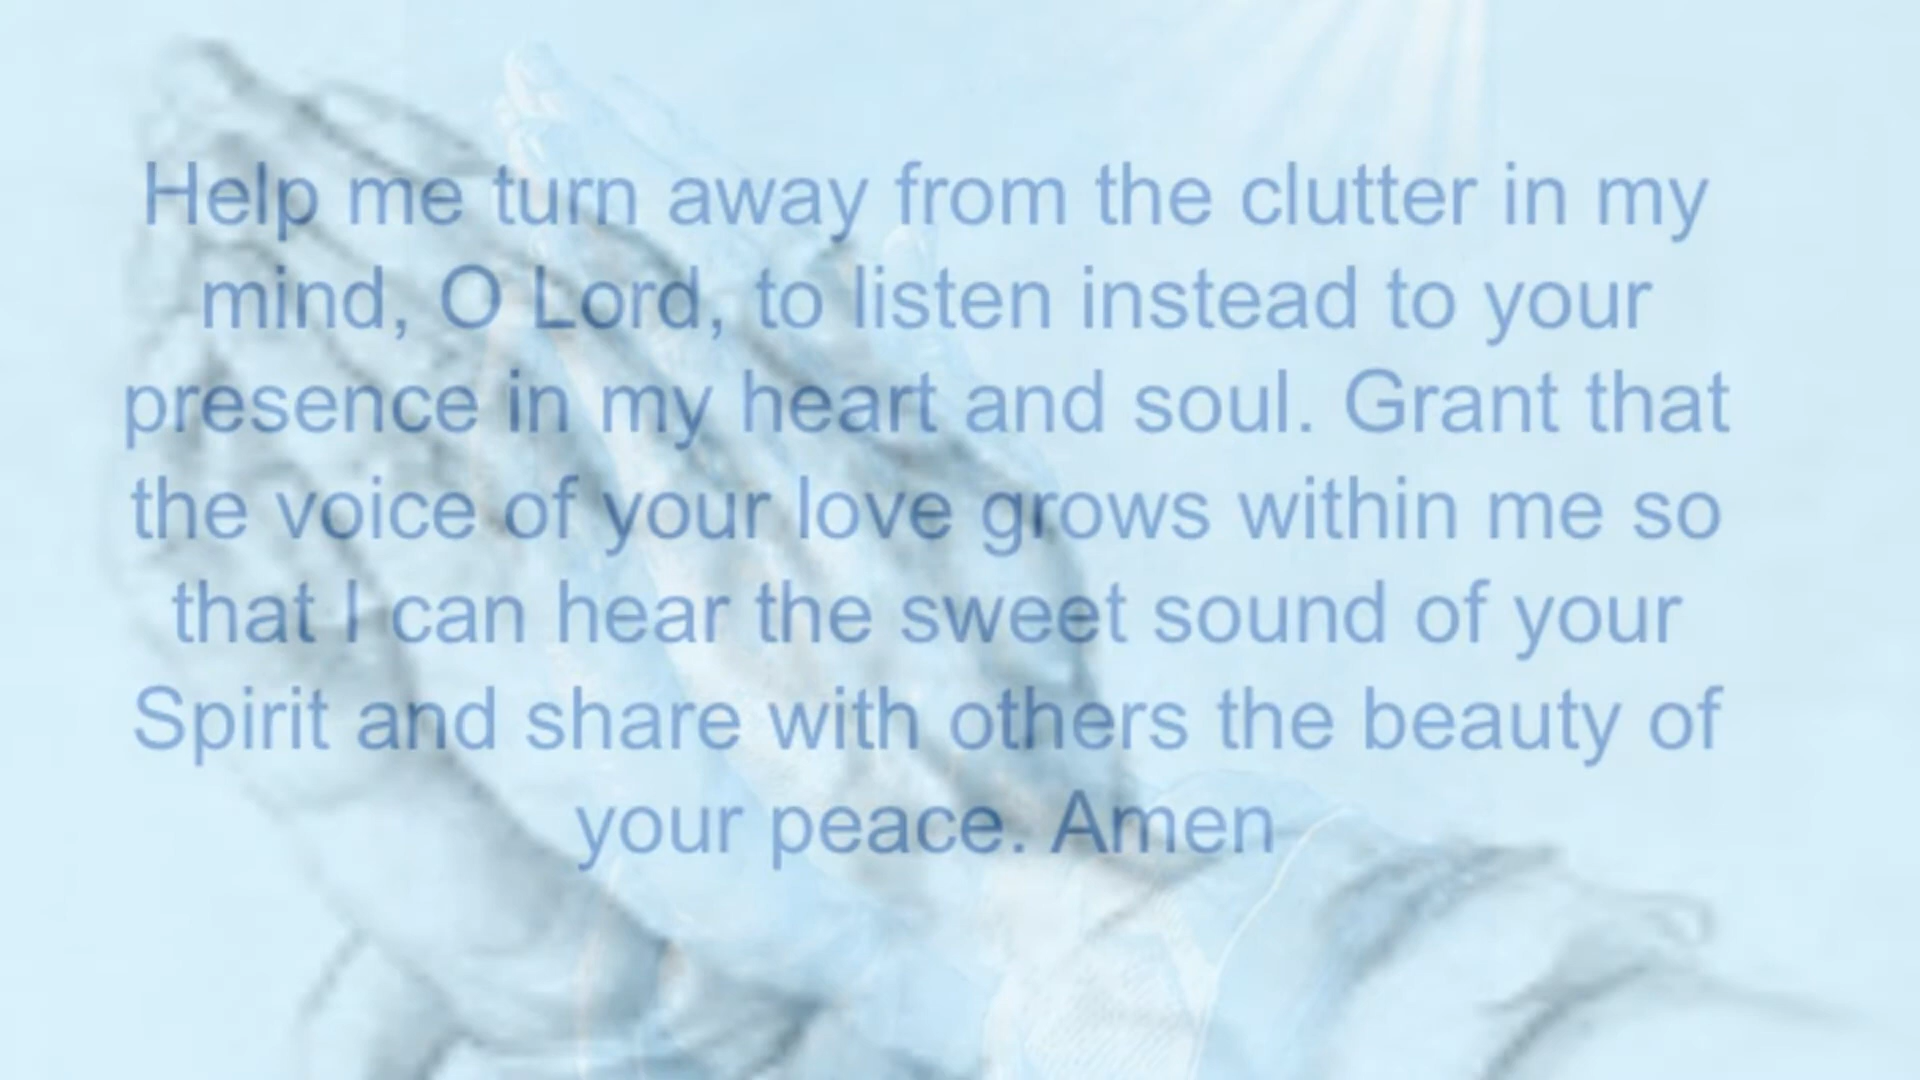 Help me turn away from the clutter in my
mind, O Lord, to listen instead to your
presence in my heart and soul. Grant that
the voice of your love grows within me so
that I can hear the sweet sound of your
Spirit and share with others the beauty of
your peace. Amen